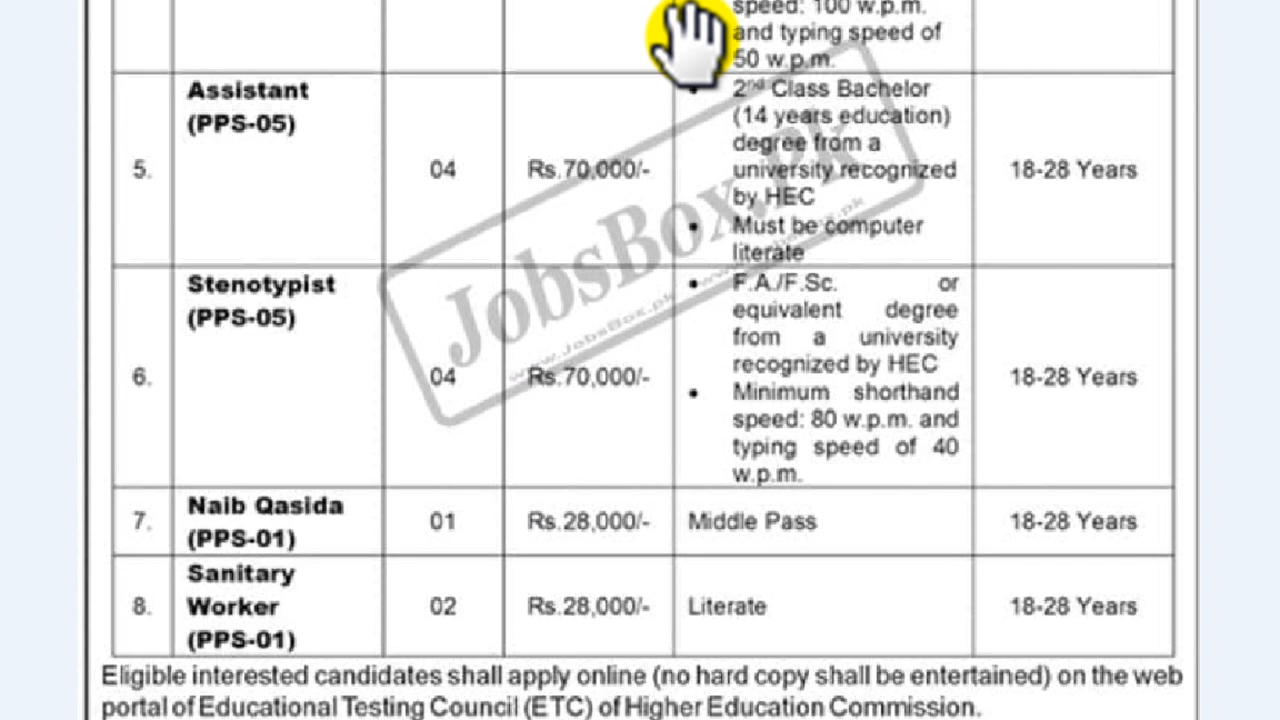 speed: 100 w.p.m.
and typing speed of
50 w.p.m.
5.
Assistant
(PPS-05)
04
Rs.70,000/-
• 2nd Class Bachelor
(14 years education)
degree from a
university recognized
by HEC
• Must be computer
literate
18-28 Years
6.
Stenotypist
(PPS-05)
04
Rs.70,000/-
• F.A./F.Sc. or
equivalent degree
from a university
recognized by HEC
• Minimum shorthand
speed: 80 w.p.m. and
typing speed of 40
w.p.m.
18-28 Years
7.
Naib Qasida
(PPS-01)
01
Rs.28,000/-
Middle Pass
18-28 Years
8.
Sanitary
Worker
(PPS-01)
02
Rs.28,000/-
Literate
18-28 Years
Eligible interested candidates shall apply online (no hard copy shall be entertained) on the web
portal of Educational Testing Council (ETC) of Higher Education Commission.
JobsBox.Pk
www.JobsBox.pk